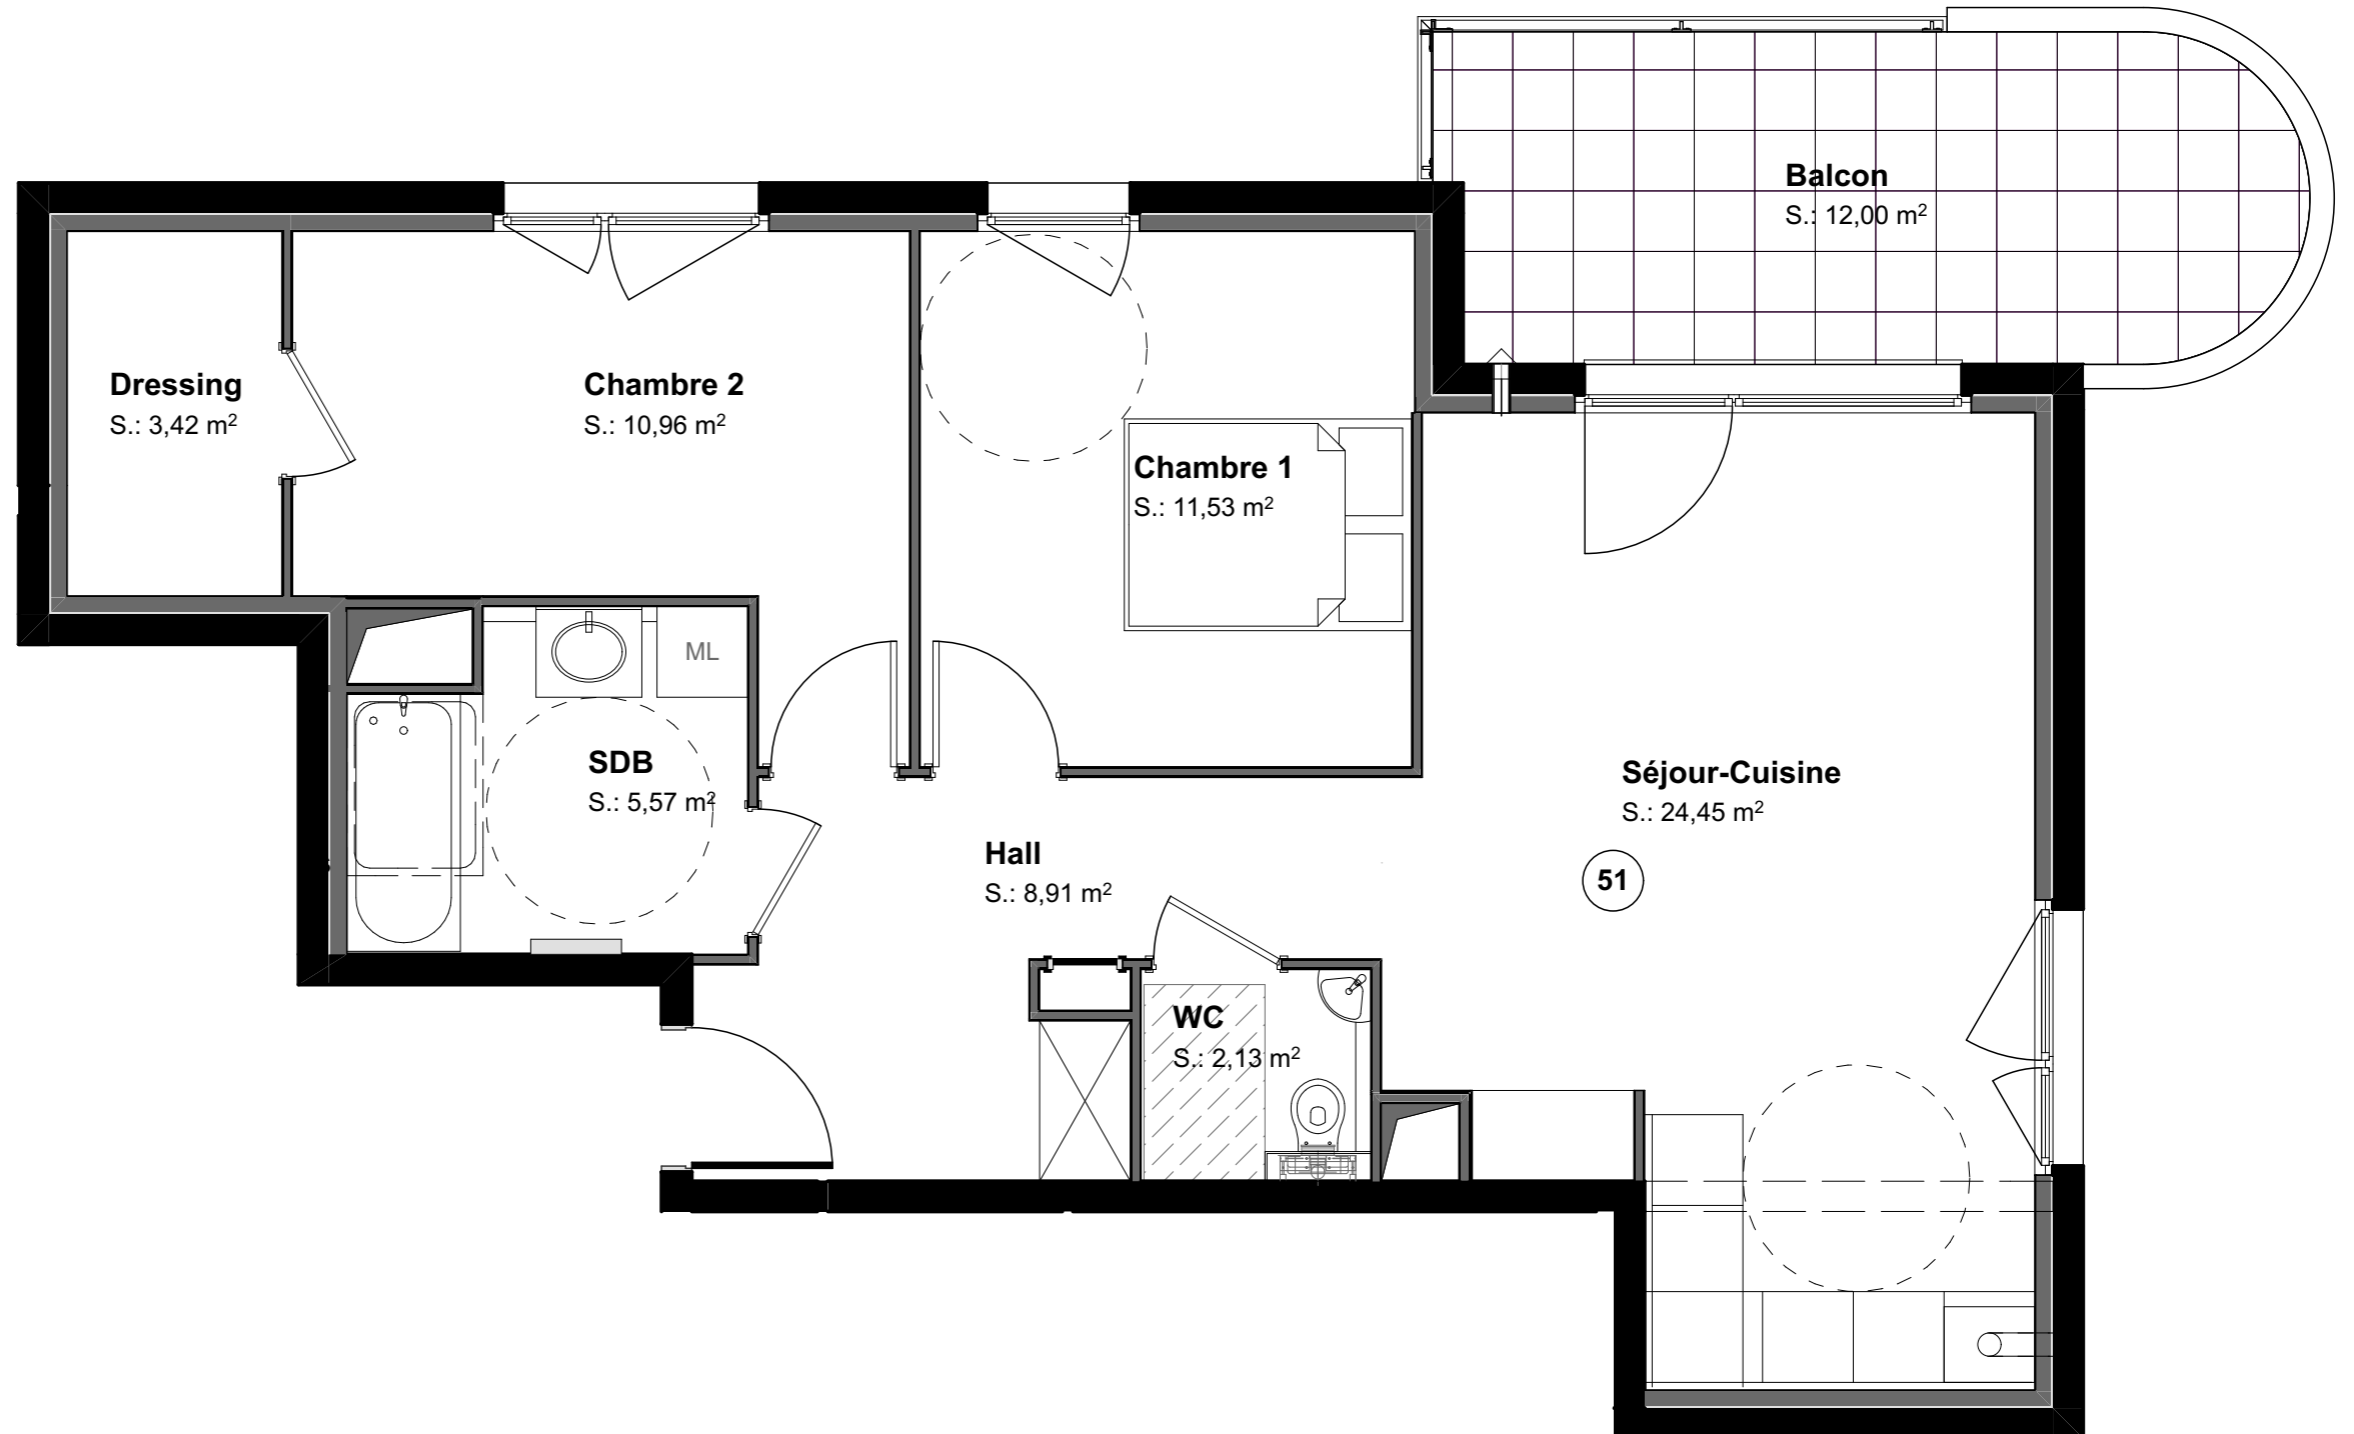 Balcon
S.: 12,00 m²
Dressing
S.: 3,42 m²
Chambre 2
S.: 10,96 m²
Chambre 1
S.: 11,53 m²
ML
SDB
S.: 5,57 m²
Séjour-Cuisine
S.: 24,45 m²
Hall
S.: 8,91 m²
51
WC
S.: 2,13 m²